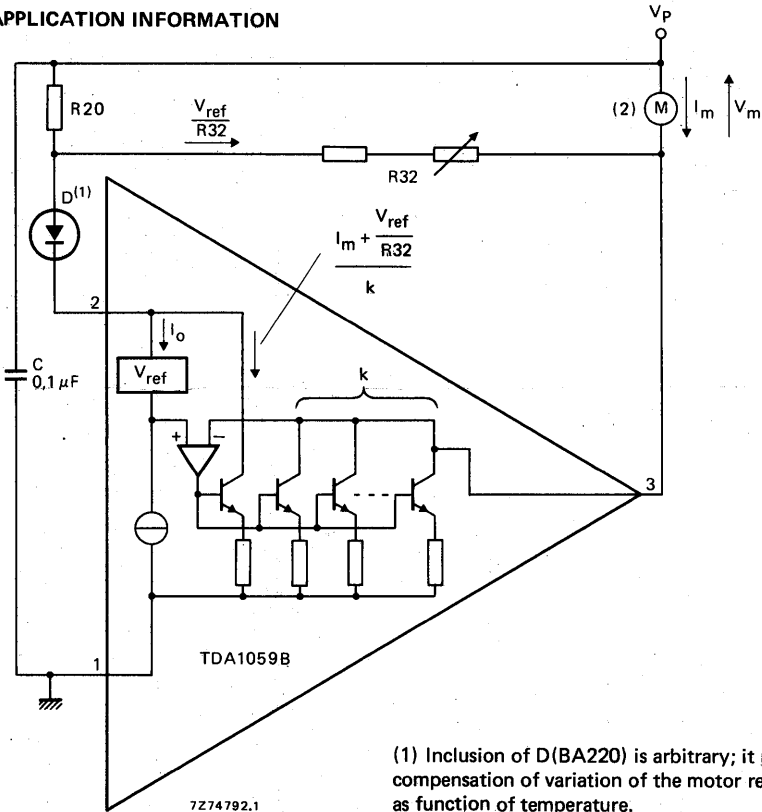 APPLICATION INFORMATION
VP
R20
Vref
R32
(2) M
Im
Vm
R32
D(1)
Im + Vref
R32
k
2
Io
C
0,1 μF
Vref
k
+ −
3
1
TDA1059B
(1) Inclusion of D(BA220) is arbitrary; it
compensation of variation of the motor re
as function of temperature.
7Z74792.1